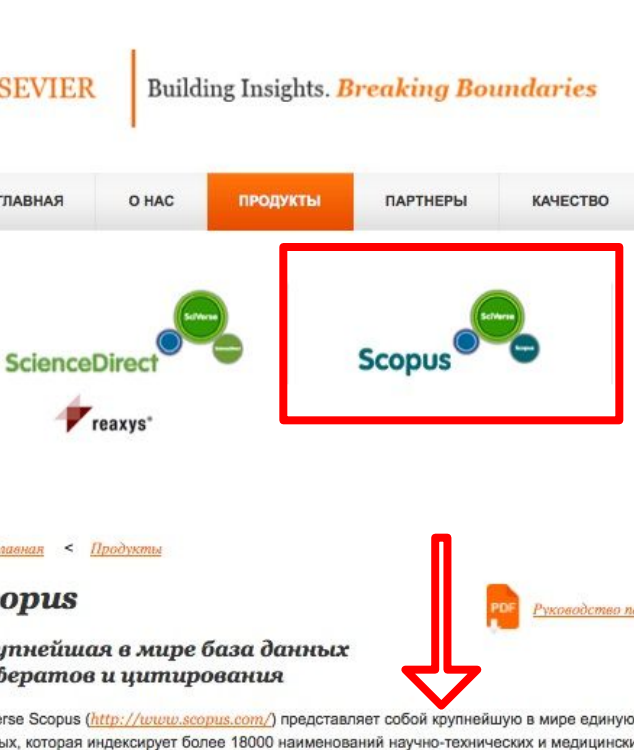 SEVIER
Building Insights. Breaking Boundaries
ГЛАВНАЯ О НАС ПРОДУКТЫ ПАРТНЕРЫ КАЧЕСТВО
SciVerse SciVerse
ScienceDirect Scopus Scopus
reaxys
главная < Продукты
opus
PDF Руководство
упнейшая в мире база данных
фератов и цитирования
erse Scopus (http://www.scopus.com/) представляет собой крупнейшую в мире единую
ых, которая индексирует более 18000 наименований научно-технических и медицински